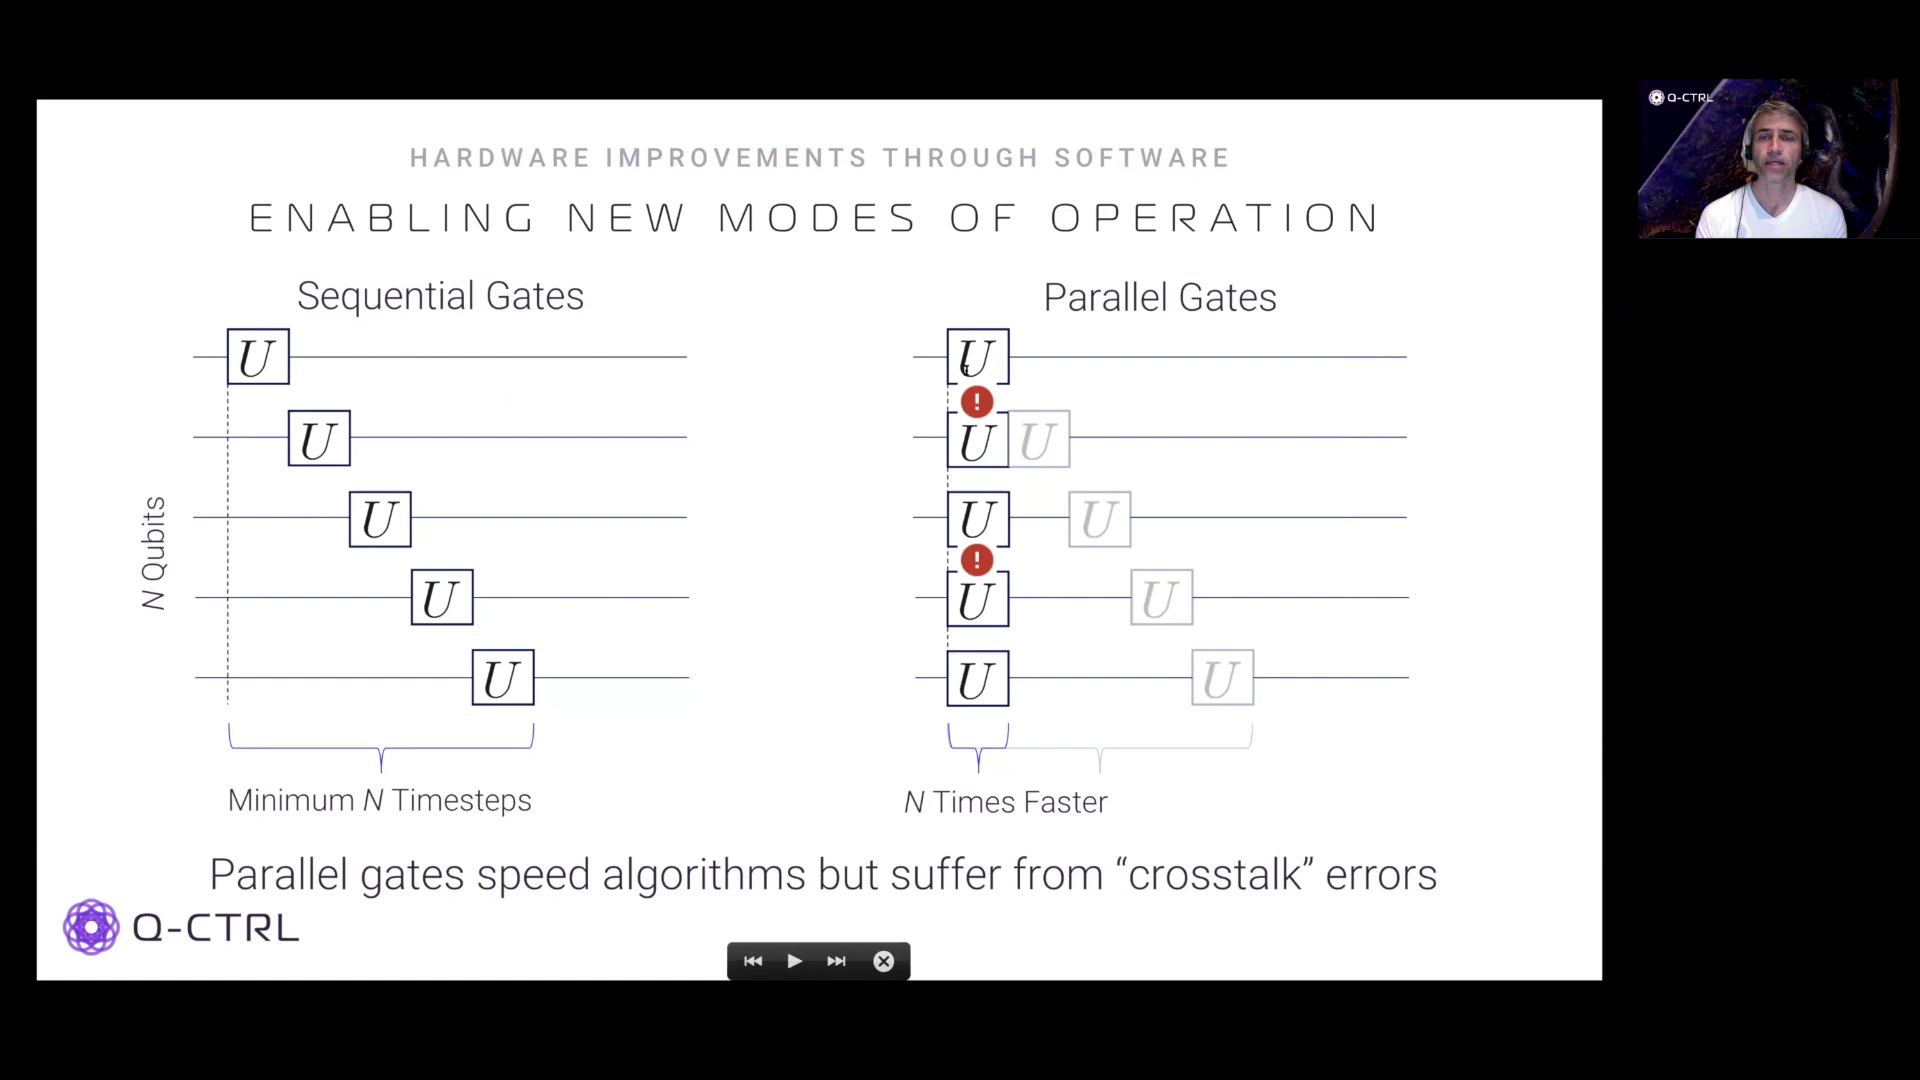 Q-CTRL
HARDWARE IMPROVEMENTS THROUGH SOFTWARE
ENABLING NEW MODES OF OPERATION
Sequential Gates
U
U
U
U
U
N Qubits
Minimum N Timesteps
Parallel Gates
U
!
U U
U U
!
U U
U U
N Times Faster
Parallel gates speed algorithms but suffer from “crosstalk” errors
Q-CTRL